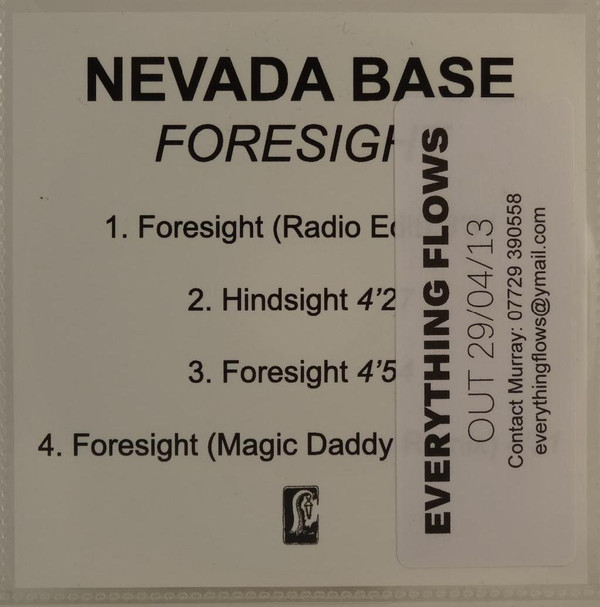 NEVADA BASE
FORESIGH
1. Foresight (Radio Ed
2. Hindsight 4'27
3. Foresight 4'5
4. Foresight (Magic Daddy
EVERYTHING FLOWS
OUT 29/04/13
Contact Murray: 07729 390558
everythingflows@ymail.com